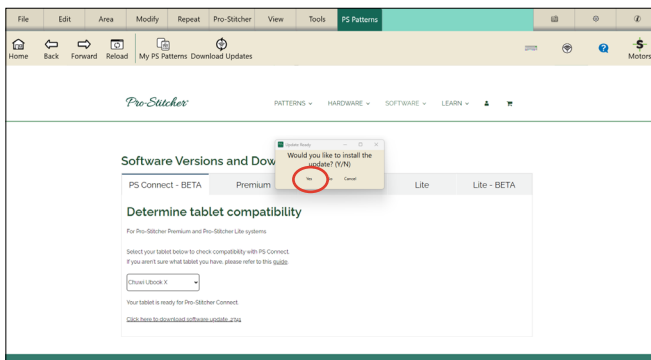 File Edit Area Modify Repeat Pro-Stitcher View Tools PS Patterns
Home Back Forward Reload My PS Patterns Download Updates Motors
Pro-Stitcher
PATTERNS HARDWARE SOFTWARE LEARN
Update Ready
Would you like to install the
update? (Y/N)
Yes No Cancel
Software Versions and Dow
PS Connect - BETA Premium Lite Lite - BETA
Determine tablet compatibility
For Pro-Stitcher Premium and Pro-Stitcher Lite systems
Select your tablet below to check compatibility with PS Connect.
If you aren't sure what tablet you have, please refer to this guide.
Chuwi Ubook X
Your tablet is ready for Pro-Stitcher Connect.
Click here to download software update, 2741